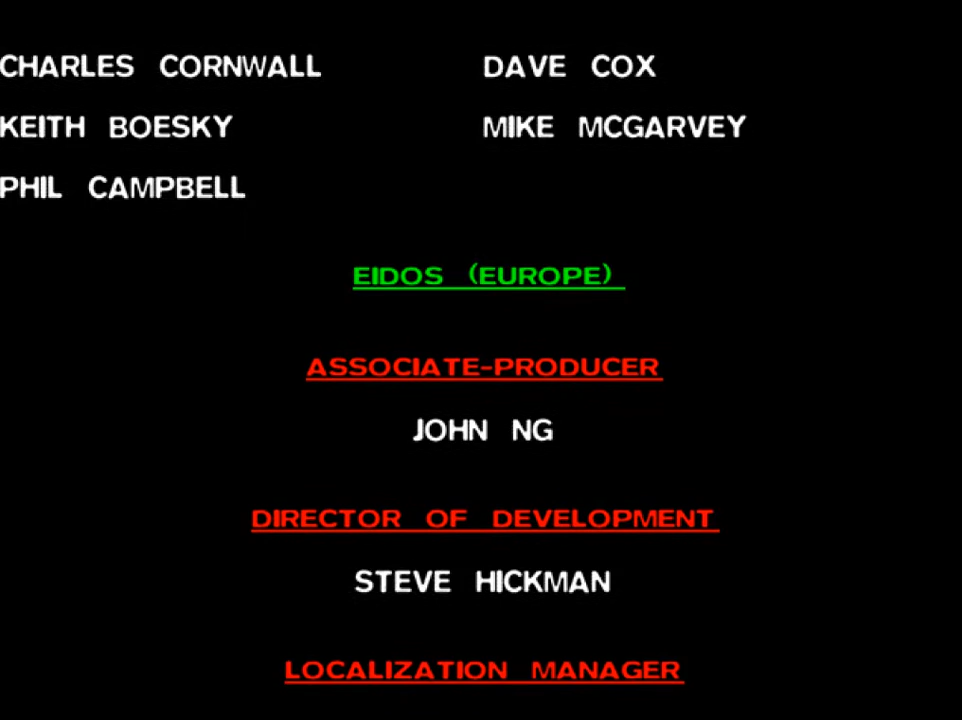 CHARLES CORNWALL DAVE COX
KEITH BOESKY MIKE MCGARVEY
PHIL CAMPBELL
EIDOS (EUROPE)
ASSOCIATE-PRODUCER
JOHN NG
DIRECTOR OF DEVELOPMENT
STEVE HICKMAN
LOCALIZATION MANAGER